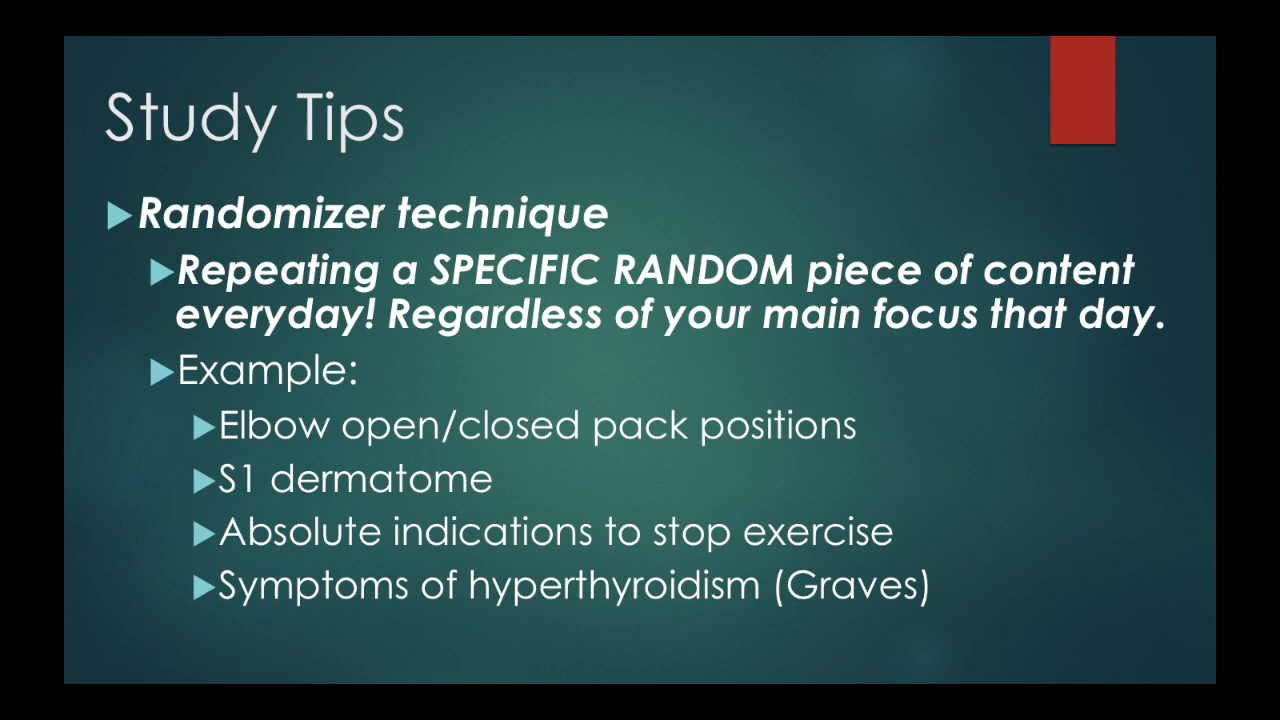 Study Tips
Randomizer technique
Repeating a SPECIFIC RANDOM piece of content
everyday! Regardless of your main focus that day.
Example:
Elbow open/closed pack positions
S1 dermatome
Absolute indications to stop exercise
Symptoms of hyperthyroidism (Graves)